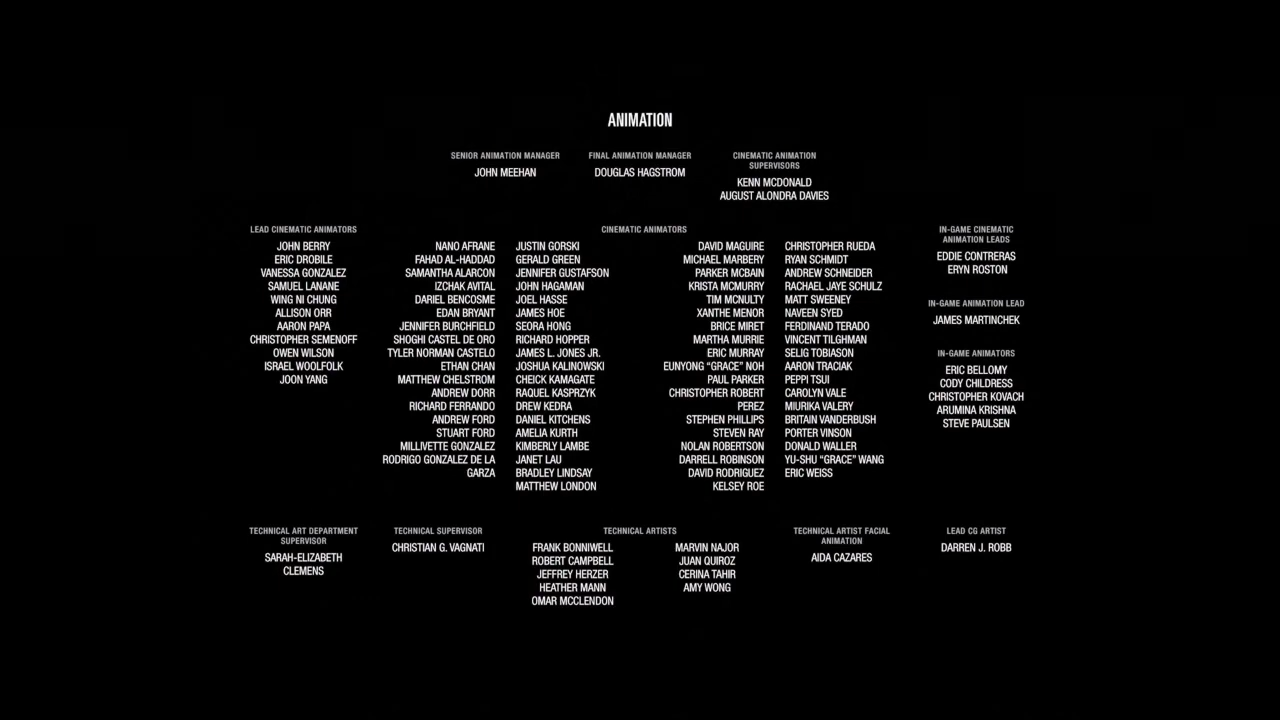 ANIMATION
SENIOR ANIMATION MANAGER
JOHN MEEHAN
FINAL ANIMATION MANAGER
DOUGLAS HAGSTROM
CINEMATIC ANIMATION
SUPERVISORS
KENN MCDONALD
AUGUST ALONDRA DAVIES
LEAD CINEMATIC ANIMATORS
JOHN BERRY
ERIC DROBILE
VANESSA GONZALEZ
SAMUEL LANANE
WING NI CHUNG
ALLISON ORR
AARON PAPA
CHRISTOPHER SEMENOFF
OWEN WILSON
ISRAEL WOOLFOLK
JOON YANG
CINEMATIC ANIMATORS
NANO AFRANE
FAHAD AL-HADDAD
SAMANTHA ALARCON
IZCHAK AVITAL
DARIEL BENCOSME
EDAN BRYANT
JENNIFER BURCHFIELD
SHOGHI CASTEL DE ORO
TYLER NORMAN CASTELO
ETHAN CHAN
MATTHEW CHELSTROM
ANDREW DORR
RICHARD FERRANDO
ANDREW FORD
STUART FORD
MILLIVETTE GONZALEZ
RODRIGO GONZALEZ DE LA
GARZA
JUSTIN GORSKI
GERALD GREEN
JENNIFER GUSTAFSON
JOHN HAGAMAN
JOEL HASSE
JAMES HOE
SEORA HONG
RICHARD HOPPER
JAMES L. JONES JR.
JOSHUA KALINOWSKI
CHEICK KAMAGATE
RAQUEL KASPRZYK
DREW KEDRA
DANIEL KITCHENS
AMELIA KURTH
KIMBERLY LAMBE
JANET LAU
BRADLEY LINDSAY
MATTHEW LONDON
DAVID MAGUIRE
MICHAEL MARBERY
PARKER MCBAIN
KRISTA MCMURRY
TIM MCNULTY
XANTHE MENOR
BRICE MIRET
MARTHA MURRIE
ERIC MURRAY
EUNYONG “GRACE” NOH
PAUL PARKER
CHRISTOPHER ROBERT
PEREZ
STEPHEN PHILLIPS
STEVEN RAY
NOLAN ROBERTSON
DARRELL ROBINSON
DAVID RODRIGUEZ
KELSEY ROE
CHRISTOPHER RUEDA
RYAN SCHMIDT
ANDREW SCHNEIDER
RACHAEL JAYE SCHULZ
MATT SWEENEY
NAVEEN SYED
FERDINAND TERADO
VINCENT TILGHMAN
SELIG TOBIASON
AARON TRACIAK
PEPPI TSUI
CAROLYN VALE
MIURIKA VALERY
BRITAIN VANDERBUSH
PORTER VINSON
DONALD WALLER
YU-SHU “GRACE” WANG
ERIC WEISS
IN-GAME CINEMATIC
ANIMATION LEADS
EDDIE CONTRERAS
ERYN ROSTON
IN-GAME ANIMATION LEAD
JAMES MARTINCHEK
IN-GAME ANIMATORS
ERIC BELLOMY
CODY CHILDRESS
CHRISTOPHER KOVACH
ARUMINA KRISHNA
STEVE PAULSEN
TECHNICAL ART DEPARTMENT
SUPERVISOR
SARAH-ELIZABETH
CLEMENS
TECHNICAL SUPERVISOR
CHRISTIAN G. VAGNATI
TECHNICAL ARTISTS
FRANK BONNIWELL
ROBERT CAMPBELL
JEFFREY HERZER
HEATHER MANN
OMAR MCCLENDON
MARVIN NAJOR
JUAN QUIROZ
CERINA TAHIR
AMY WONG
TECHNICAL ARTIST FACIAL
ANIMATION
AIDA CAZARES
LEAD CG ARTIST
DARREN J. ROBB